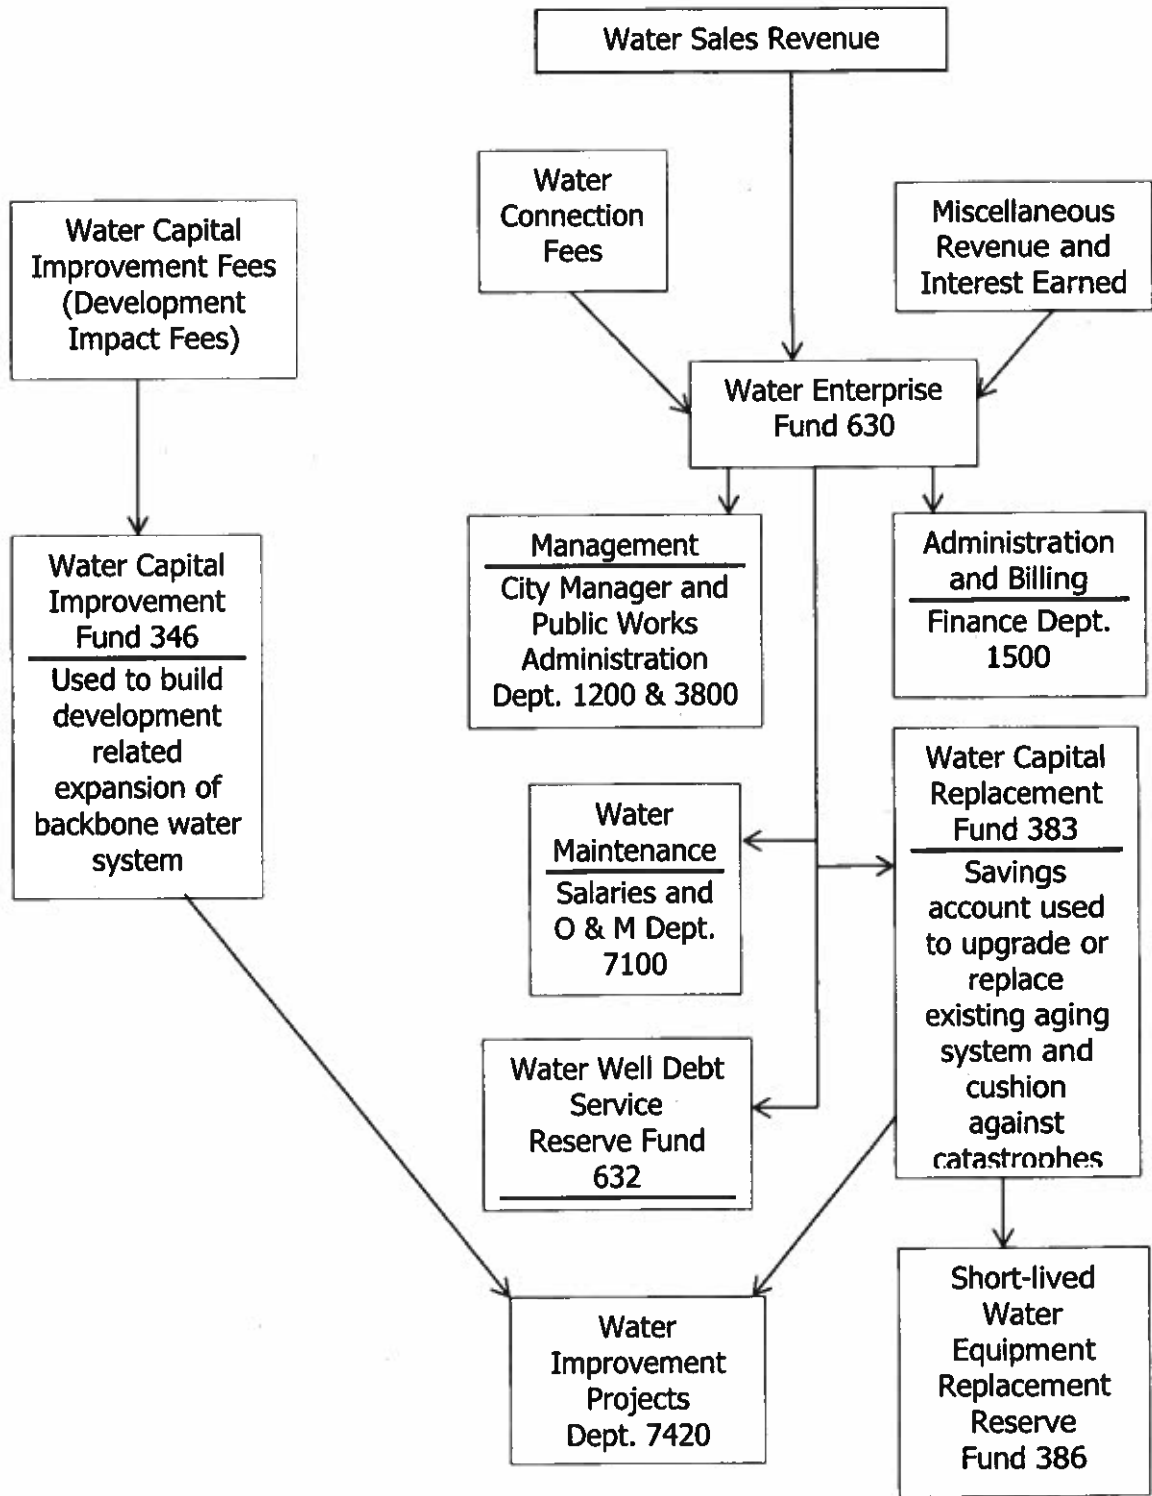 Water Sales Revenue
Water
Connection
Fees
Miscellaneous
Revenue and
Interest Earned
Water Capital
Improvement Fees
(Development
Impact Fees)
Water Enterprise
Fund 630
Management
City Manager and
Public Works
Administration
Dept. 1200 & 3800
Administration
and Billing
Finance Dept.
1500
Water Capital
Improvement
Fund 346
Used to build
development
related
expansion of
backbone water
system
Water
Maintenance
Salaries and
O & M Dept.
7100
Water Capital
Replacement
Fund 383
Savings
account used
to upgrade or
replace
existing aging
system and
cushion
against
catastrophes
Water Well Debt
Service
Reserve Fund
632
Water
Improvement
Projects
Dept. 7420
Short-lived
Water
Equipment
Replacement
Reserve
Fund 386